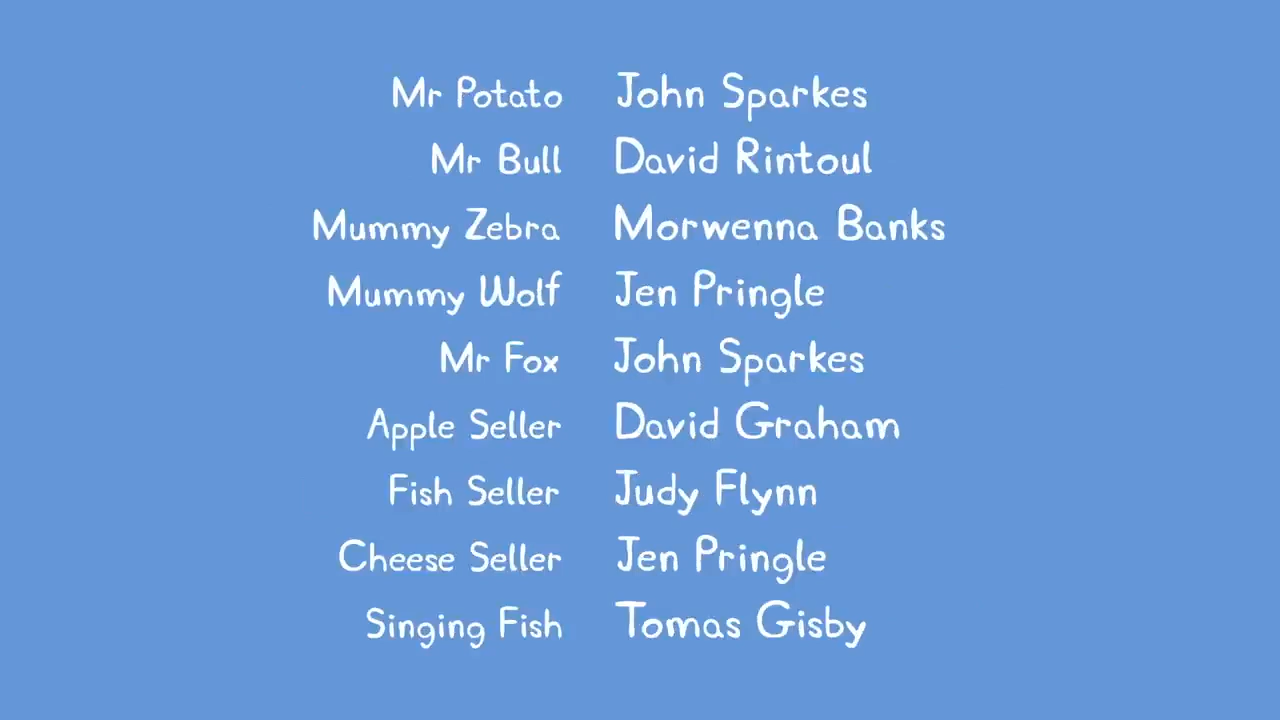 Mr Potato John Sparkes
Mr Bull David Rintoul
Mummy Zebra Morwenna Banks
Mummy Wolf Jen Pringle
Mr Fox John Sparkes
Apple Seller David Graham
Fish Seller Judy Flynn
Cheese Seller Jen Pringle
Singing Fish Tomas Gisby